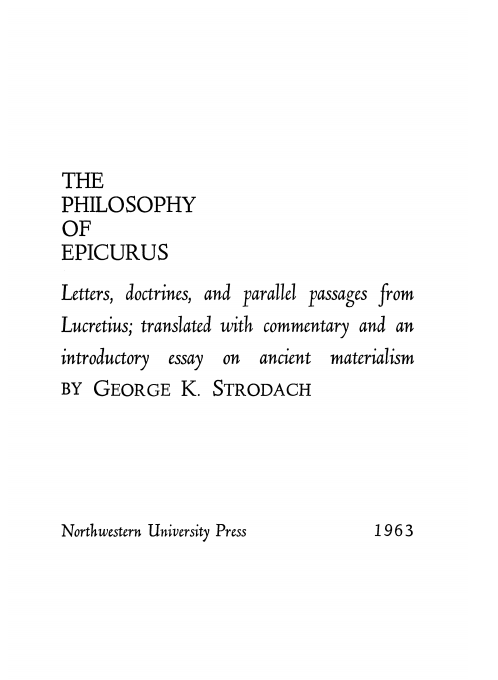 THE
PHILOSOPHY
OF
EPICURUS
Letters, doctrines, and parallel passages from
Lucretius; translated with commentary and an
introductory essay on ancient materialism
BY GEORGE K. STRODACH
Northwestern University Press 1963